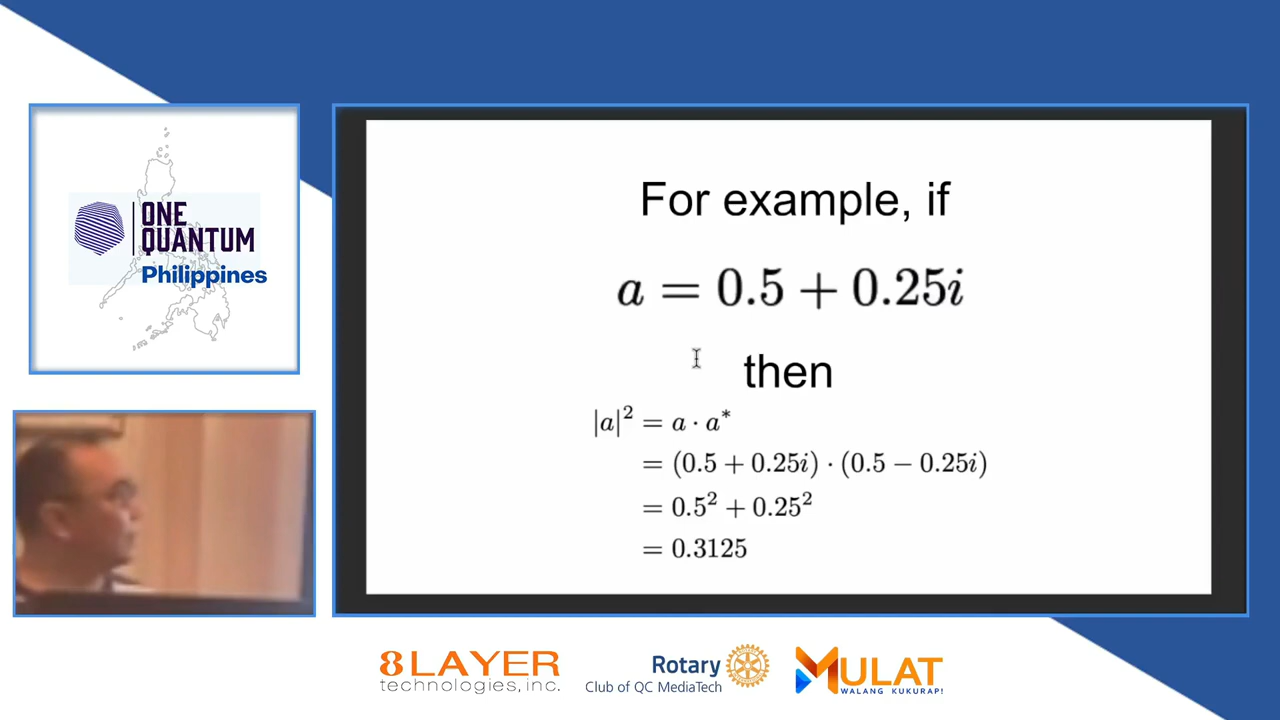 ONE
QUANTUM
Philippines
For example, if
a = 0.5 + 0.25i
then
|a|² = a · a*
= (0.5 + 0.25i) · (0.5 − 0.25i)
= 0.5² + 0.25²
= 0.3125
8LAYER
technologies, inc.
Rotary
Club of QC MediaTech
MULAT
WALANG KUKURAP!